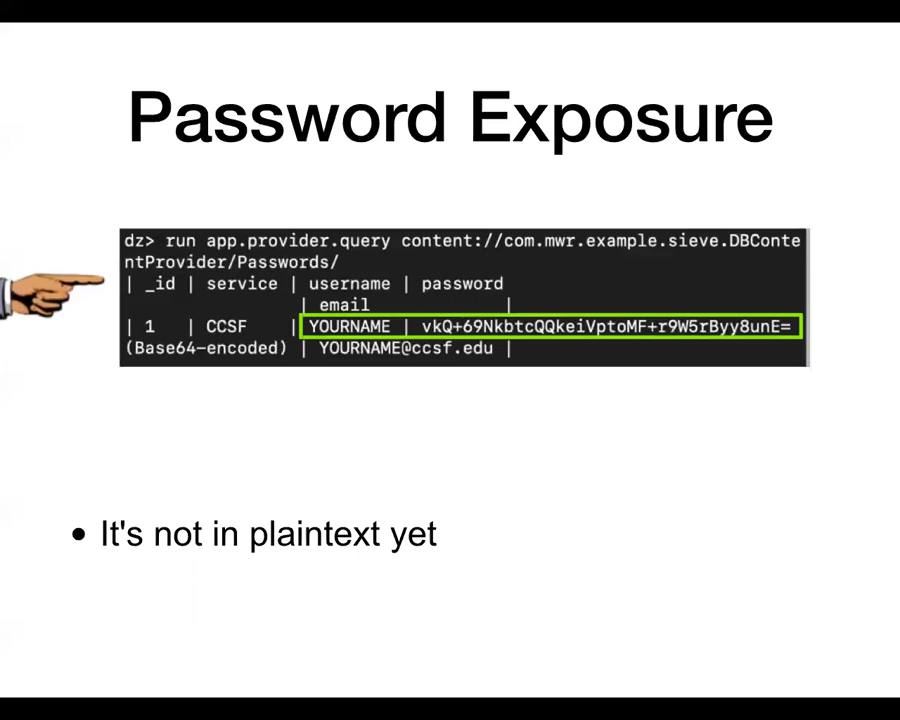 Password Exposure
dz> run app.provider.query content://com.mwr.example.sieve.DBConte
ntProvider/Passwords/
| _id | service | username | password
| email |
| 1 | CCSF | YOURNAME | vkQ+69NkbtcQQkeiVptoMF+r9W5rByy8unE=
(Base64-encoded) | YOURNAME@ccsf.edu |
• It's not in plaintext yet